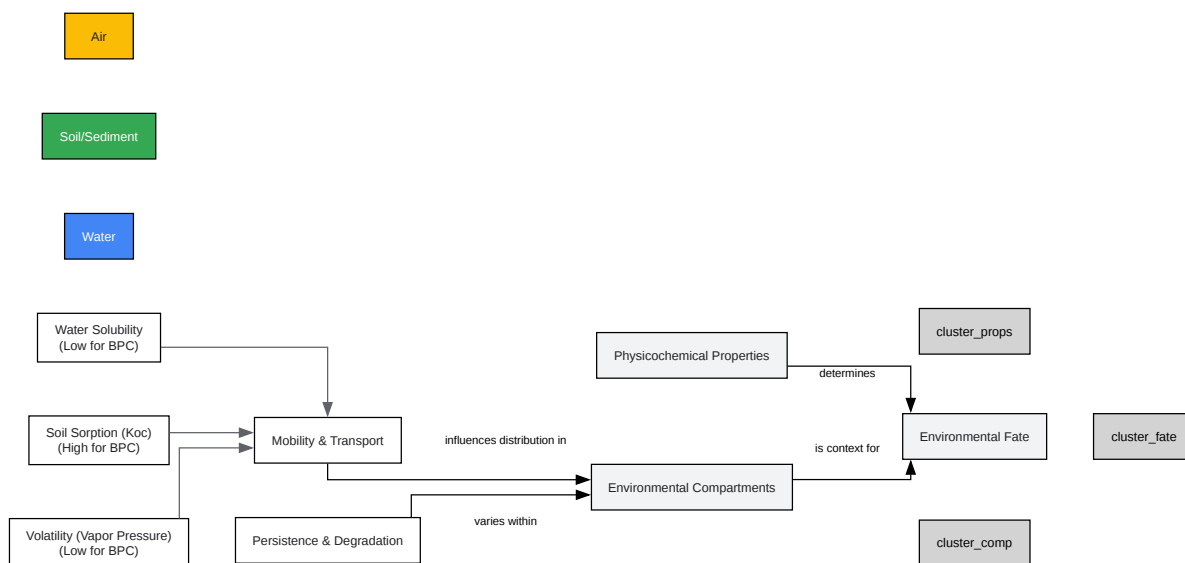 Air
Soil/Sediment
Water
Water Solubility
(Low for BPC)
Soil Sorption (Koc)
(High for BPC)
Volatility (Vapor Pressure)
(Low for BPC)
Mobility & Transport
Persistence & Degradation
influences distribution in
varies within
Physicochemical Properties
Environmental Compartments
determines
is context for
cluster_props
Environmental Fate
cluster_fate
cluster_comp